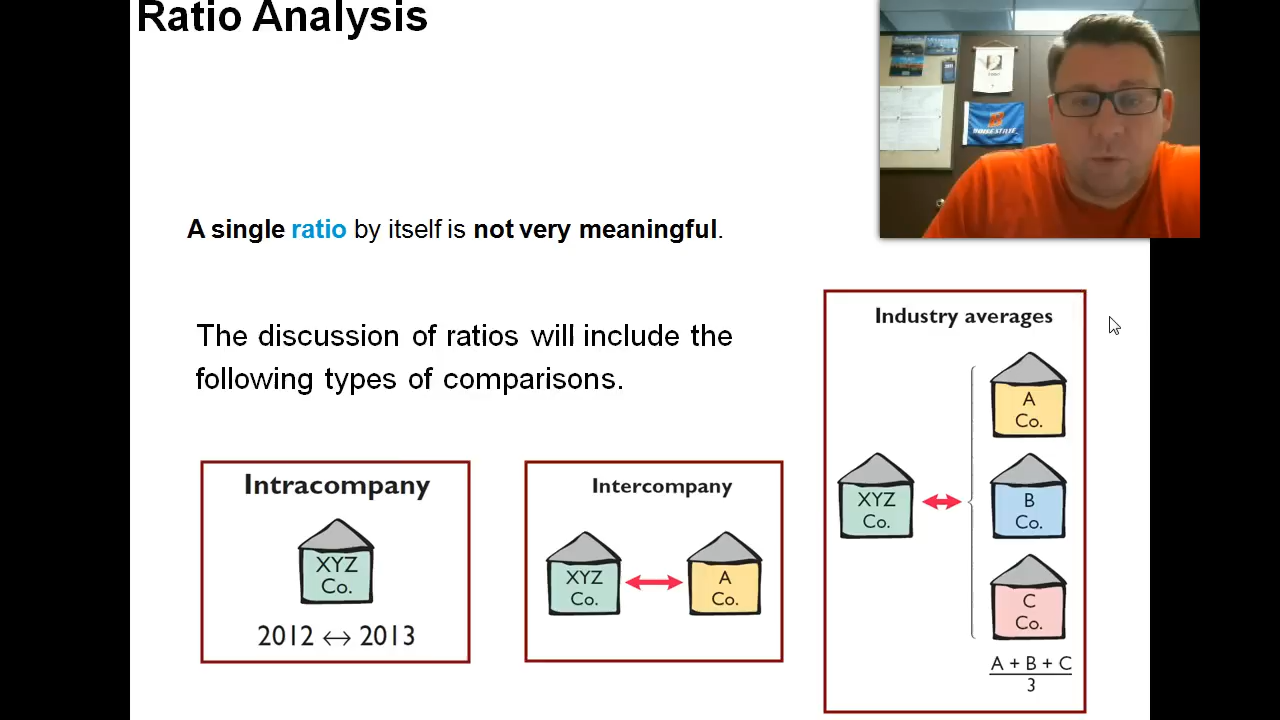 Ratio Analysis
BOISE STATE
A single ratio by itself is not very meaningful.
The discussion of ratios will include the
following types of comparisons.
Intracompany
XYZ
Co.
2012 ↔ 2013
Intercompany
XYZ
Co.
A
Co.
Industry averages
XYZ
Co.
A
Co.
B
Co.
C
Co.
A + B + C
3